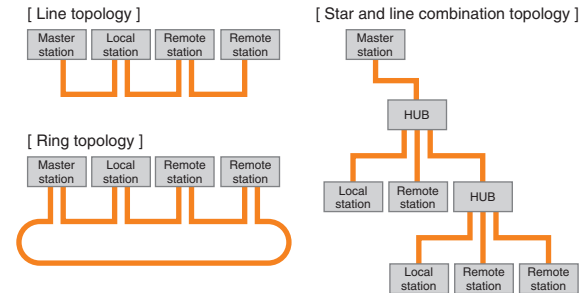 [ Line topology ]
Master station
Local station
Remote station
Remote station
[ Ring topology ]
Master station
Local station
Remote station
Remote station
[ Star and line combination topology ]
Master station
HUB
Local station
Remote station
HUB
Local station
Remote station
Remote station